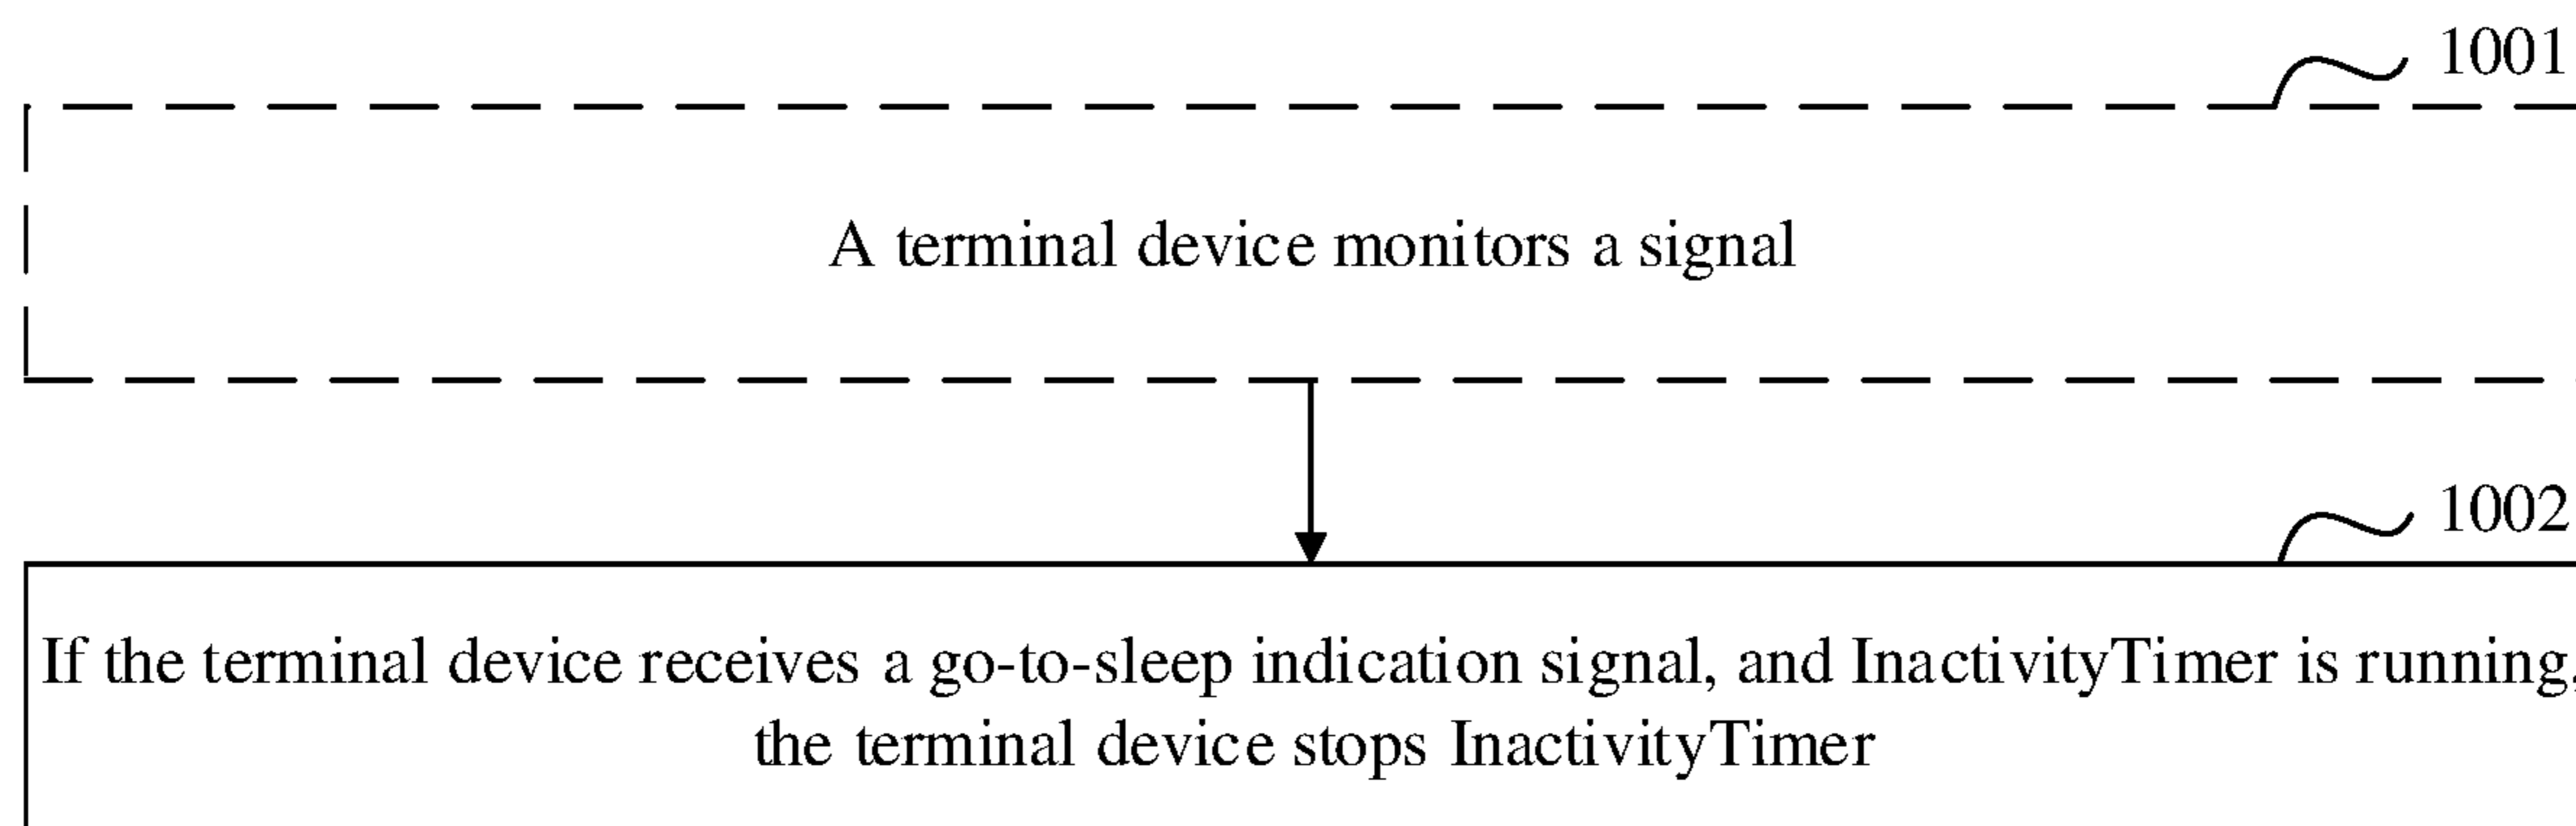 1001
A terminal device monitors a signal
1002
If the terminal device receives a go-to-sleep indication signal, and InactivityTimer is running,
the terminal device stops InactivityTimer